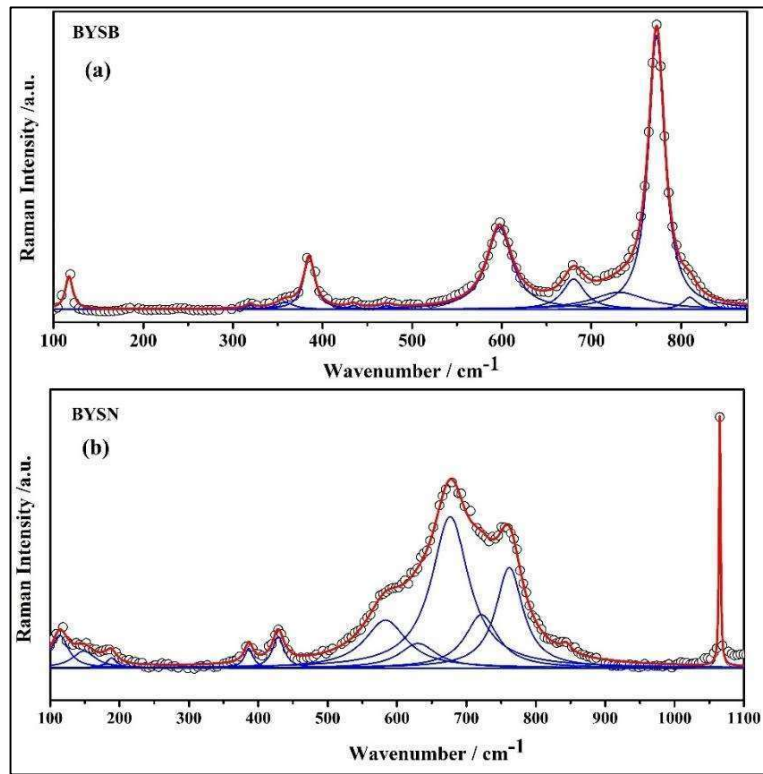 BYSB
(a)
Raman Intensity /a.u.
100 200 300 400 500 600 700 800
Wavenumber / cm-1
BYSN
(b)
Raman Intensity /a.u.
100 200 300 400 500 600 700 800 900 1000 1100
Wavenumber / cm-1